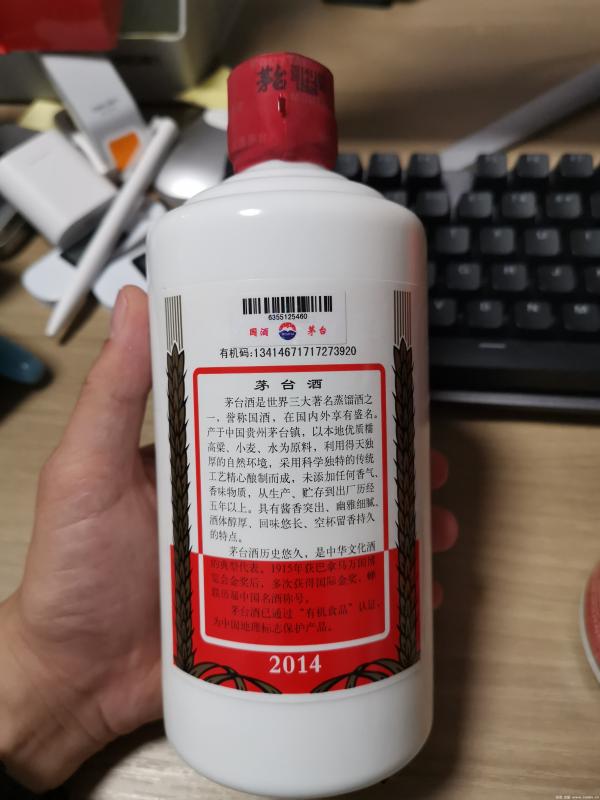 茅台
6355125460
国酒 茅台
有机码:13414671717273920
茅台酒
茅台酒是世界三大著名蒸馏酒之
一,誉称国酒,在国内外享有盛名。
产于中国贵州茅台镇,以本地优质糯
高粱、小麦、水为原料,利用得天独
厚的自然环境,采用科学独特的传统
工艺精心酿制而成,未添加任何香气、
香味物质,从生产、贮存到出厂历经
五年以上。具有酱香突出、幽雅细腻、
酒体醇厚、回味悠长、空杯留香持久
的特点。
茅台酒历史悠久,是中华文化酒
的典型代表。1915年获巴拿马万国博
览会金奖后,多次获得国际金奖,蝉
联历届中国名酒称号。
茅台酒已通过“有机食品”认证,
为中国地理标志保护产品。
2014